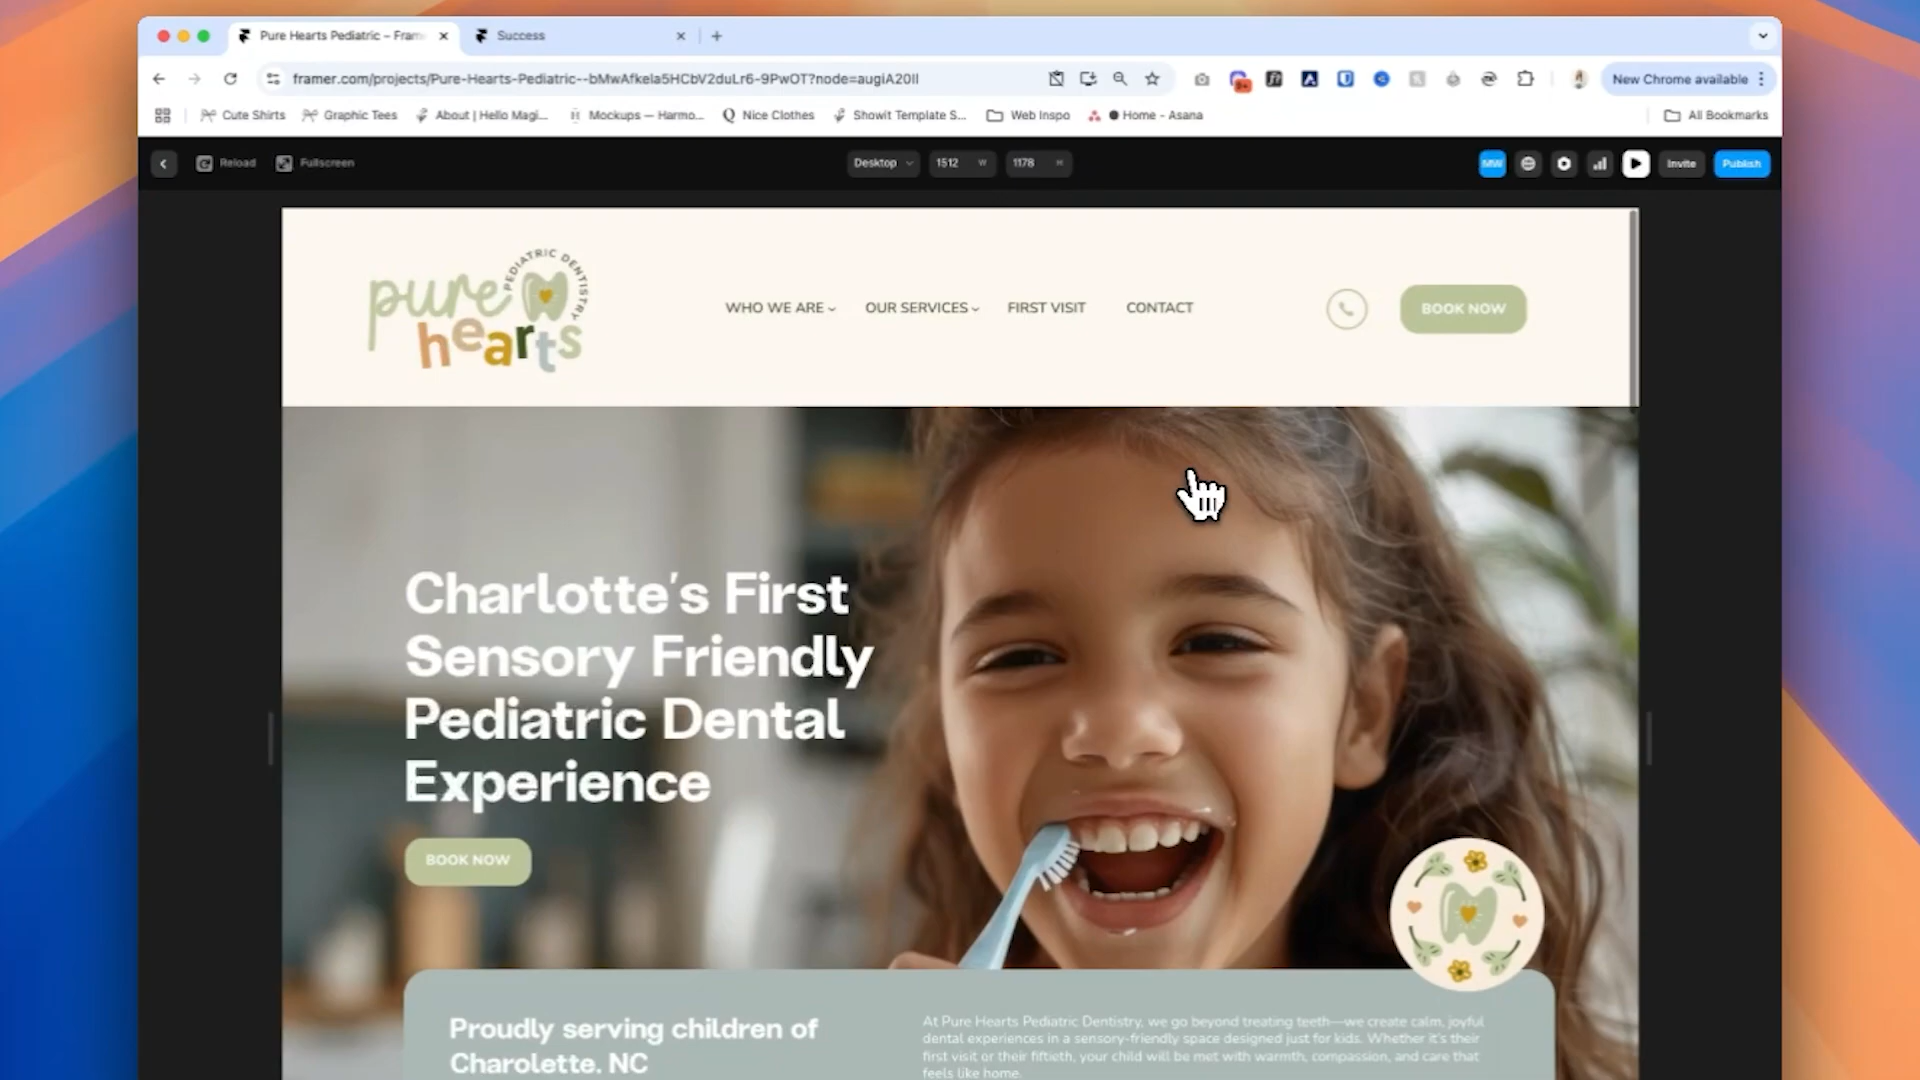 Pure Hearts Pediatric – Fram
Success
framer.com/projects/Pure-Hearts-Pediatric--bMwAfkela5HCbV2duLr6-9PwOT?node=augiA20Il
New Chrome available
Cute Shirts
Graphic Tees
About | Hello Magi...
Mockups — Harmo...
Nice Clothes
Showit Template S...
Web Inspo
Home - Asana
All Bookmarks
Reload
Fullscreen
Desktop
1512 W
1178 H
MW
Invite
Publish
pure
PEDIATRIC DENTISTRY
hearts
WHO WE ARE
OUR SERVICES
FIRST VISIT
CONTACT
BOOK NOW
Charlotte's First
Sensory Friendly
Pediatric Dental
Experience
BOOK NOW
Proudly serving children of
Charolette, NC
At Pure Hearts Pediatric Dentistry, we go beyond treating teeth—we create calm, joyful
dental experiences in a sensory-friendly space designed just for kids. Whether it's their
first visit or their fiftieth, your child will be met with warmth, compassion, and care that
feels like home.